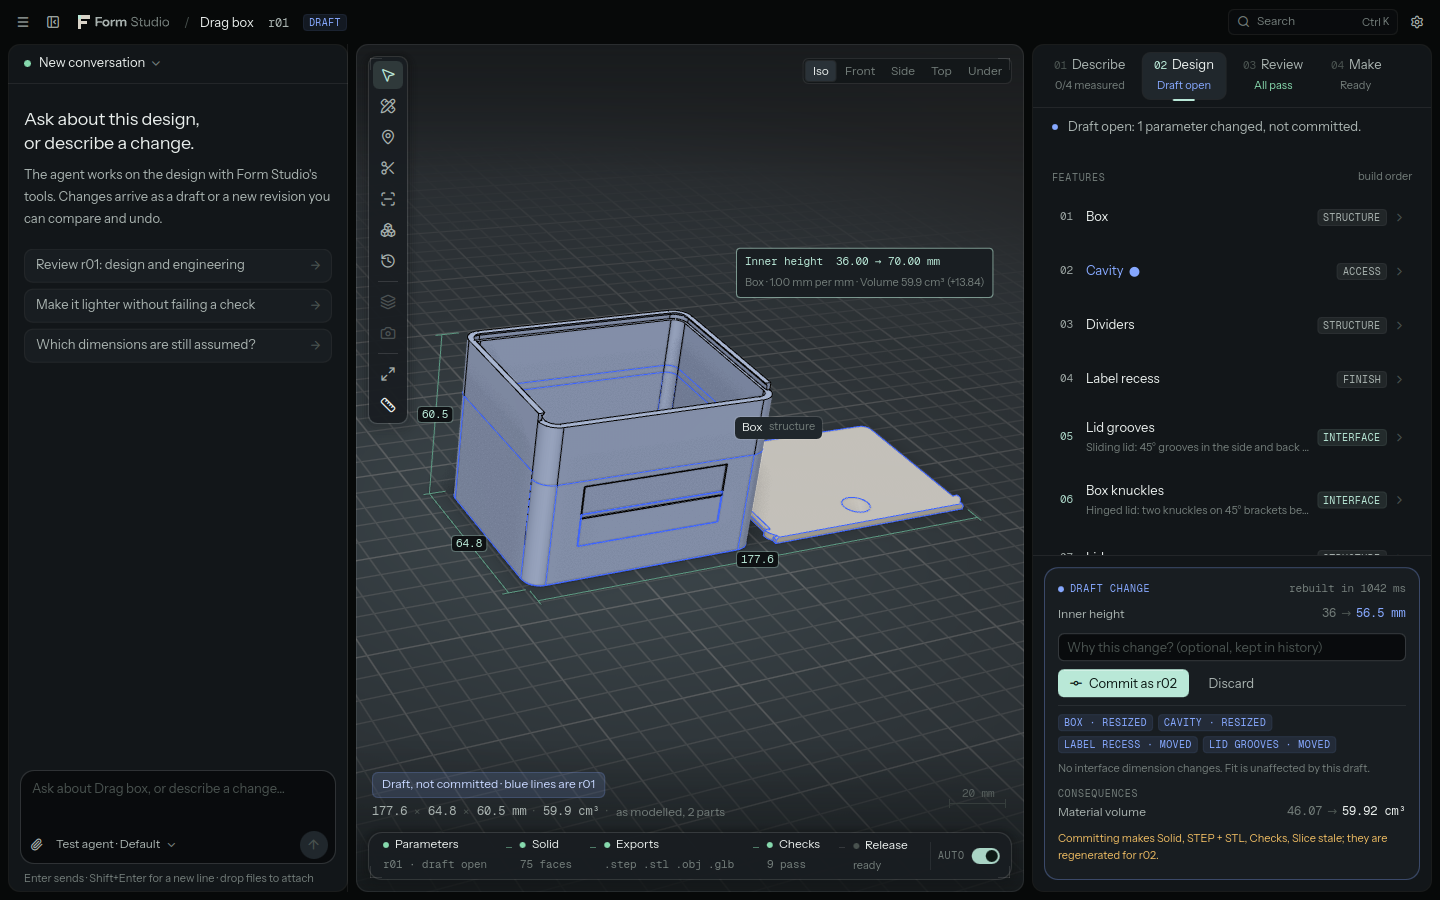 Form Studio / Drag box r01 DRAFT
Search Ctrl K
New conversation
Ask about this design,
or describe a change.
The agent works on the design with Form Studio's
tools. Changes arrive as a draft or a new revision you
can compare and undo.
Review r01: design and engineering
Make it lighter without failing a check
Which dimensions are still assumed?
Ask about Drag box, or describe a change...
Test agent · Default
Enter sends · Shift+Enter for a new line · drop files to attach
Iso Front Side Top Under
Inner height 36.00 → 70.00 mm
Box · 1.00 mm per mm · Volume 59.9 cm³ (+13.84)
60.5
Box structure
64.8
177.6
Draft, not committed · blue lines are r01
177.6 × 64.8 × 60.5 mm · 59.9 cm³ · as modelled, 2 parts
20 mm
Parameters
r01 · draft open
Solid
75 faces
Exports
.step .stl .obj .glb
Checks
9 pass
Release
ready
AUTO
01 Describe
0/4 measured
02 Design
Draft open
03 Review
All pass
04 Make
Ready
Draft open: 1 parameter changed, not committed.
FEATURES build order
01 Box STRUCTURE
02 Cavity ACCESS
03 Dividers STRUCTURE
04 Label recess FINISH
05 Lid grooves INTERFACE
Sliding lid: 45° grooves in the side and back ...
06 Box knuckles INTERFACE
Hinged lid: two knuckles on 45° brackets be...
DRAFT CHANGE rebuilt in 1042 ms
Inner height 36 → 56.5 mm
Why this change? (optional, kept in history)
Commit as r02 Discard
BOX · RESIZED CAVITY · RESIZED
LABEL RECESS · MOVED LID GROOVES · MOVED
No interface dimension changes. Fit is unaffected by this draft.
CONSEQUENCES
Material volume 46.07 → 59.92 cm³
Committing makes Solid, STEP + STL, Checks, Slice stale; they are
regenerated for r02.